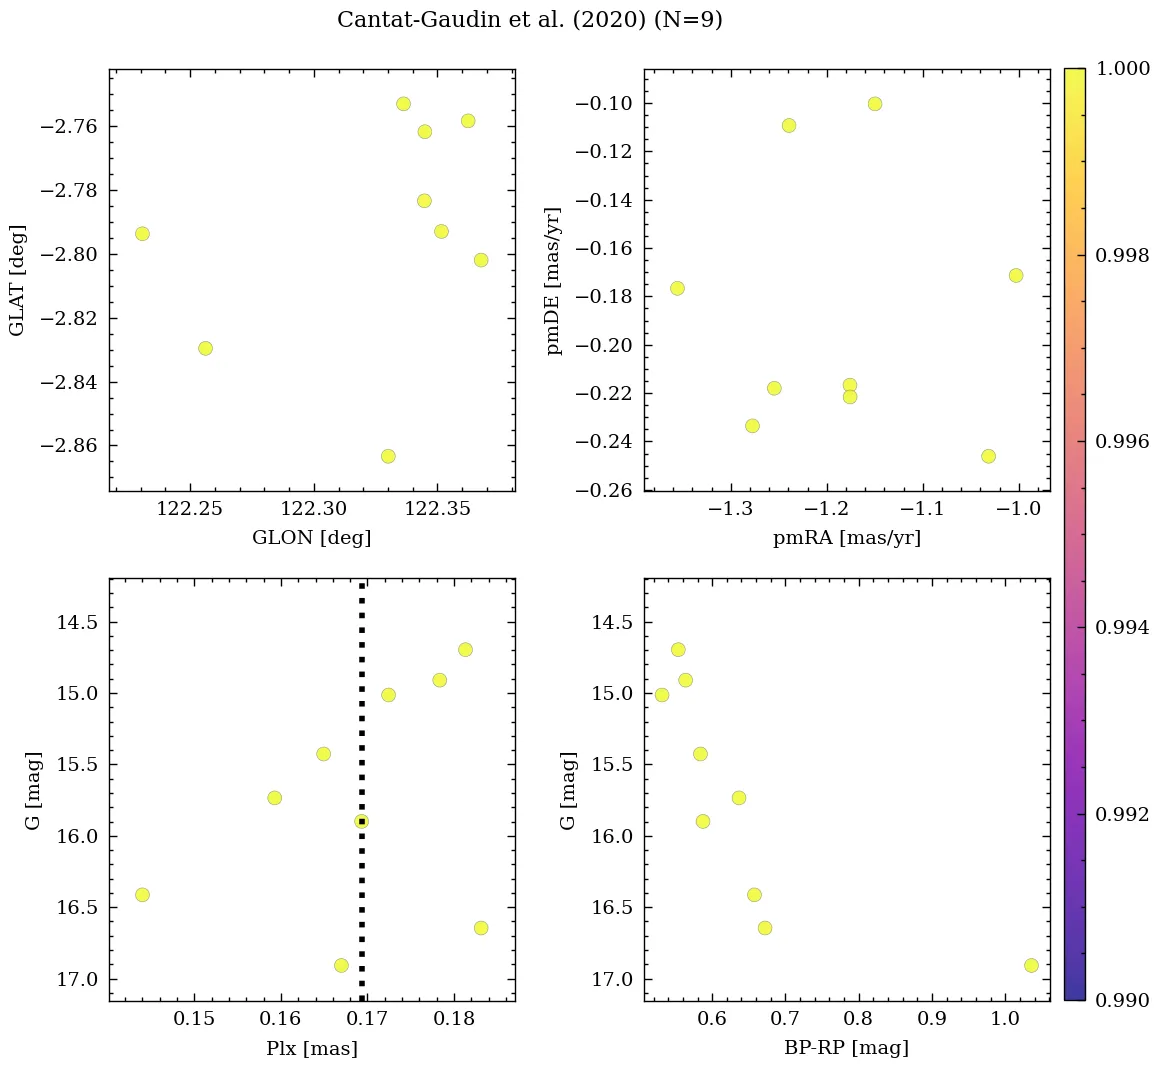 Cantat-Gaudin et al. (2020) (N=9)
GLAT [deg]
−2.76
−2.78
−2.80
−2.82
−2.84
−2.86
122.25 122.30 122.35
GLON [deg]
pmDE [mas/yr]
−0.10
−0.12
−0.14
−0.16
−0.18
−0.20
−0.22
−0.24
−0.26
−1.3 −1.2 −1.1 −1.0
pmRA [mas/yr]
G [mag]
14.5
15.0
15.5
16.0
16.5
17.0
0.15 0.16 0.17 0.18
Plx [mas]
G [mag]
14.5
15.0
15.5
16.0
16.5
17.0
0.6 0.7 0.8 0.9 1.0
BP-RP [mag]
1.000
0.998
0.996
0.994
0.992
0.990